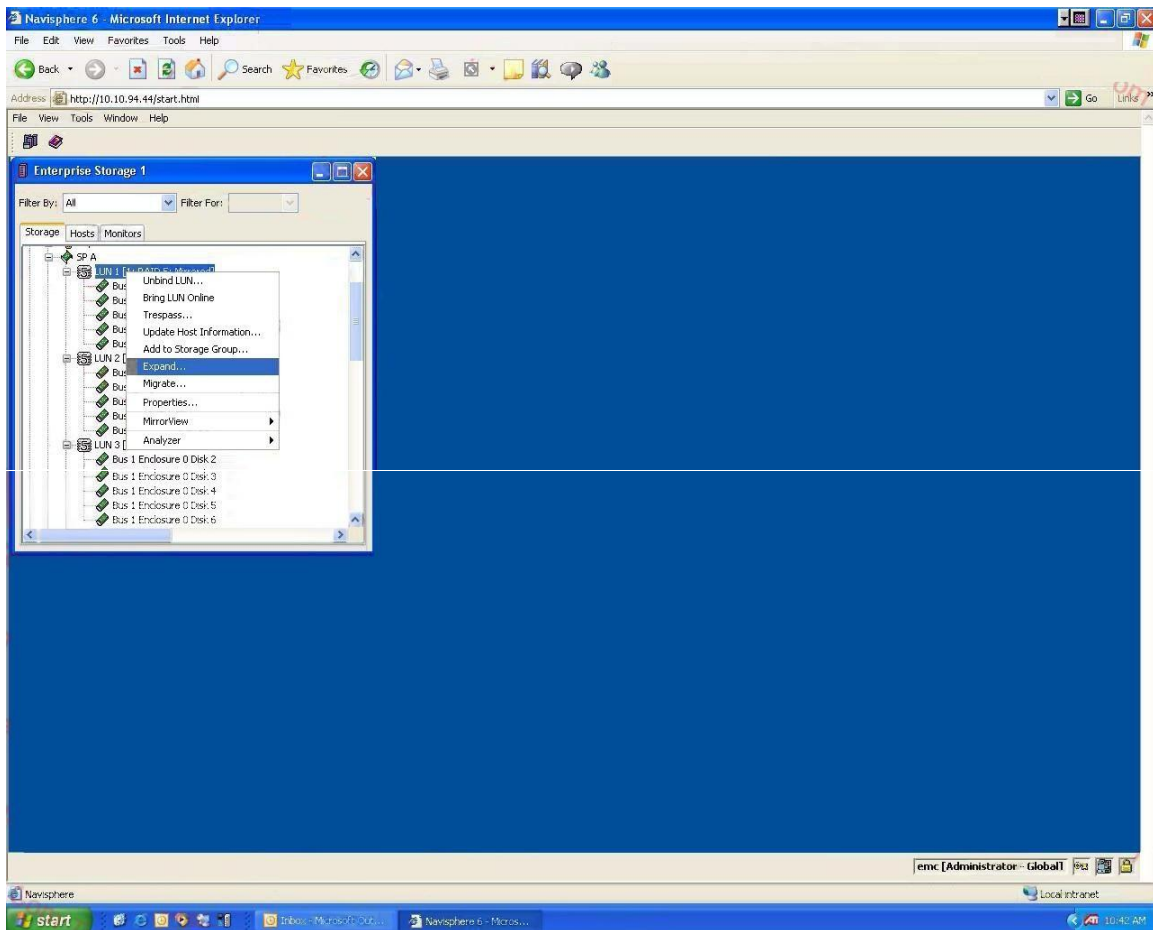 Navisphere 6 - Microsoft Internet Explorer
File Edit View Favorites Tools Help
Back Search Favorites
Address http://10.10.94.44/start.html Go Links »
File View Tools Window Help
Enterprise Storage 1
Filter By: All Filter For:
Storage Hosts Monitors
SP A
LUN 1 [
Unbind LUN...
Bring LUN Online
Trespass...
Update Host Information...
Add to Storage Group...
LUN 2 [
Expand...
Migrate...
Properties...
MirrorView
LUN 3 [
Analyzer
Bus 1 Enclosure 0 Disk 2
Bus 1 Enclosure 0 Disk 3
Bus 1 Enclosure 0 Disk 4
Bus 1 Enclosure 0 Disk 5
Bus 1 Enclosure 0 Disk 6
emc [Administrator - Global]
Navisphere Local intranet
start Inbox - Microsoft Out... Navisphere 6 - Micros... ATI 10:42 AM